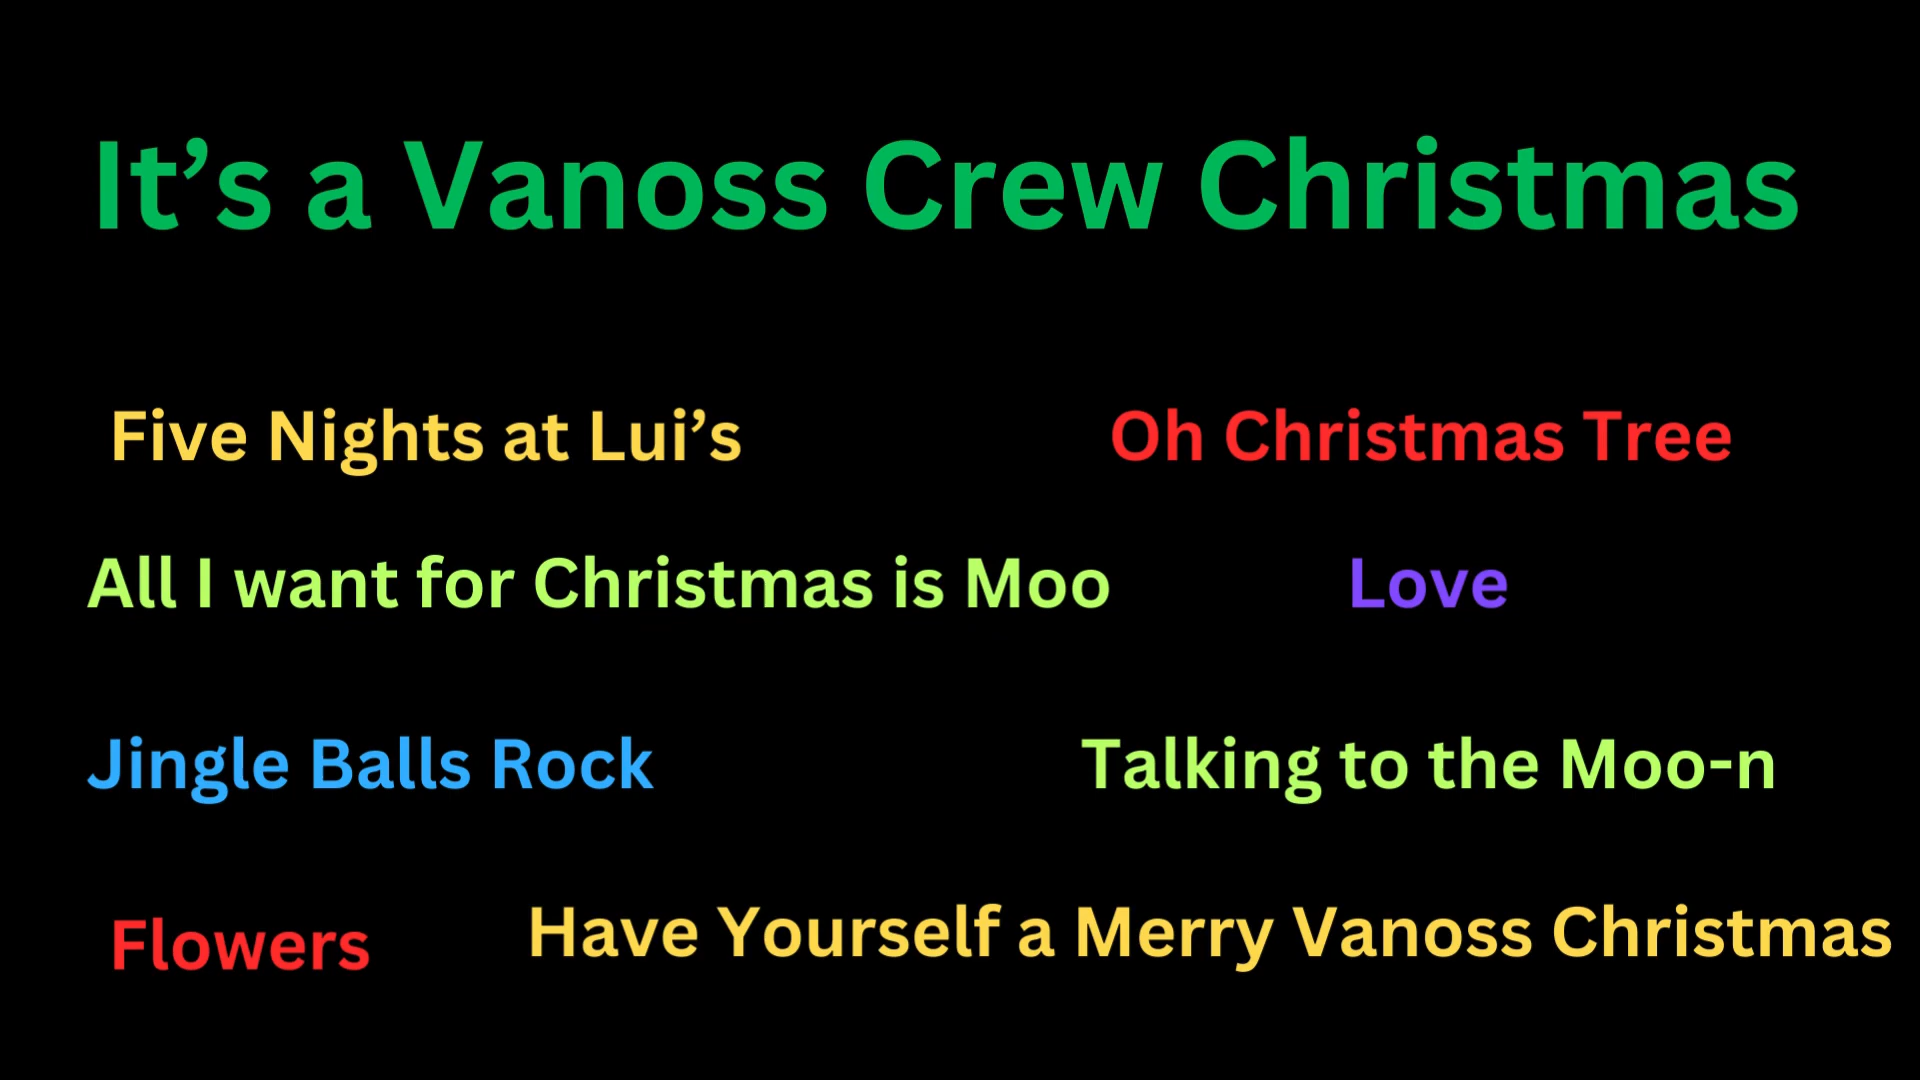 It’s a Vanoss Crew Christmas
Five Nights at Lui’s
Oh Christmas Tree
All I want for Christmas is Moo
Love
Jingle Balls Rock
Talking to the Moo-n
Flowers
Have Yourself a Merry Vanoss Christmas